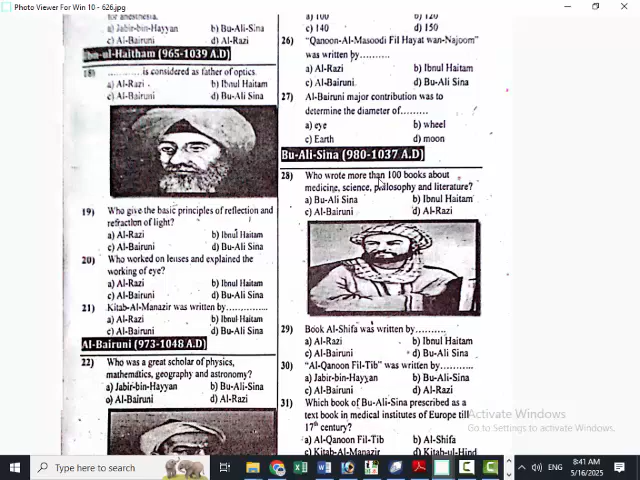 Photo Viewer For Win 10 - 626.jpg
for anesthesia.
a) Jabir-bin-Hayyan b) Bu-Ali-Sina
c) Al-Bairuni d) Al-Razi
Ibn-ul-Haitham (965-1039 A.D)
18) ............ is considered as father of optics.
a) Al-Razi b) Ibnul Haitam
c) Al-Bairuni d) Bu-Ali Sina
19) Who give the basic principles of reflection and
refraction of light?
a) Al-Razi b) Ibnul Haitam
c) Al-Bairuni d) Bu-Ali Sina
20) Who worked on lenses and explained the
working of eye?
a) Al-Razi b) Ibnul Haitam
c) Al-Bairuni d) Bu-Ali Sina
21) Kitab-Al-Manazir was written by..............
a) Al-Razi b) Ibnul Haitam
c) Al-Bairuni d) Bu-Ali Sina
Al-Bairuni (973-1048 A.D)
22) Who was a great scholar of physics,
mathematics, geography and astronomy?
a) Jabir-bin-Hayyan b) Bu-Ali-Sina
c) Al-Bairuni d) Al-Razi
a) 100 b) 120
c) 140 d) 150
26) "Qanoon-Al-Masoodi Fil Hayat wan-Najoom"
was written by..........
a) Al-Razi b) Ibnul Haitam
c) Al-Bairuni d) Bu-Ali Sina
27) Al-Bairuni major contribution was to
determine the diameter of.........
a) eye b) wheel
c) Earth d) moon
Bu-Ali-Sina (980-1037 A.D)
28) Who wrote more than 100 books about
medicine, science, philosophy and literature?
a) Bu-Ali Sina b) Ibnul Haitam
c) Al-Bairuni d) Al-Razi
29) Book Al-Shifa was written by..........
a) Al-Razi b) Ibnul Haitam
c) Al-Bairuni d) Bu-Ali Sina
30) "Al-Qanoon Fil-Tib" was written by...........
a) Jabir-bin-Hayyan b) Bu-Ali-Sina
c) Al-Bairuni d) Al-Razi
31) Which book of Bu-Ali-Sina prescribed as a
text book in medical institutes of Europe till
17th century?
a) Al-Qanoon Fil-Tib b) Al-Shifa
c) Kitab-Al-Manazir d) Kitab-ul-Hind
Activate Windows
Go to Settings to activate Windows.
Type here to search
ENG
8:41 AM
5/16/2025